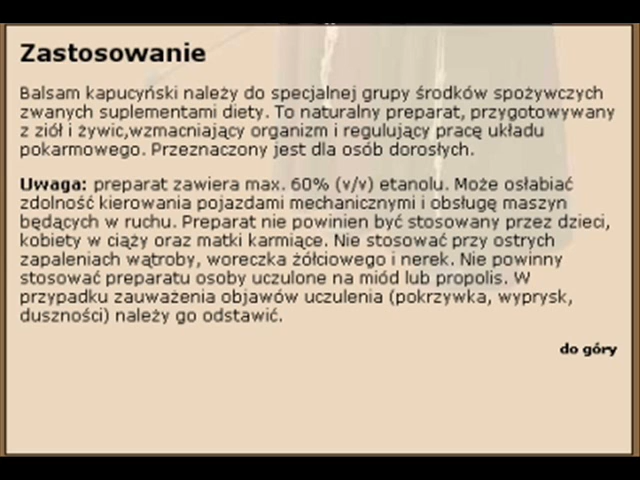 Zastosowanie
Balsam kapucyński należy do specjalnej grupy środków spożywczych
zwanych suplementami diety. To naturalny preparat, przygotowywany
z ziół i żywic,wzmacniający organizm i regulujący pracę układu
pokarmowego. Przeznaczony jest dla osób dorosłych.
Uwaga: preparat zawiera max. 60% (v/v) etanolu. Może osłabiać
zdolność kierowania pojazdami mechanicznymi i obsługę maszyn
będących w ruchu. Preparat nie powinien być stosowany przez dzieci,
kobiety w ciąży oraz matki karmiące. Nie stosować przy ostrych
zapaleniach wątroby, woreczka żółciowego i nerek. Nie powinny
stosować preparatu osoby uczulone na miód lub propolis. W
przypadku zauważenia objawów uczulenia (pokrzywka, wyprysk,
duszności) należy go odstawić.
do góry